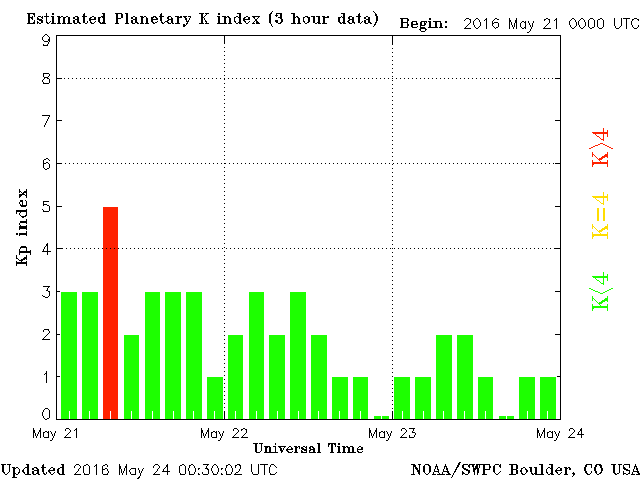 Estimated Planetary K index (3 hour data) Begin: 2016 May 21 0000 UTC
9
8
7
6
5
4
3
2
1
0
Kp index
K>4
K=4
K<4
May 21 May 22 May 23 May 24
Universal Time
Updated 2016 May 24 00:30:02 UTC NOAA/SWPC Boulder, CO USA